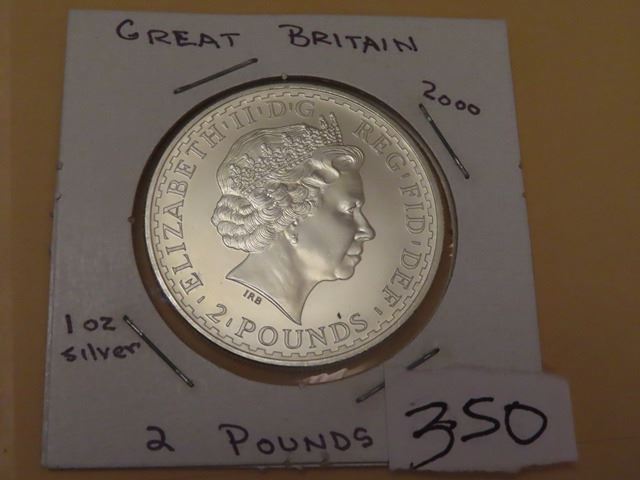 GREAT BRITAIN
2000
ELIZABETH·II·D·G REG·FID·DEF
IRB
·2·POUNDS·
1 oz
silver
2 POUNDS
350